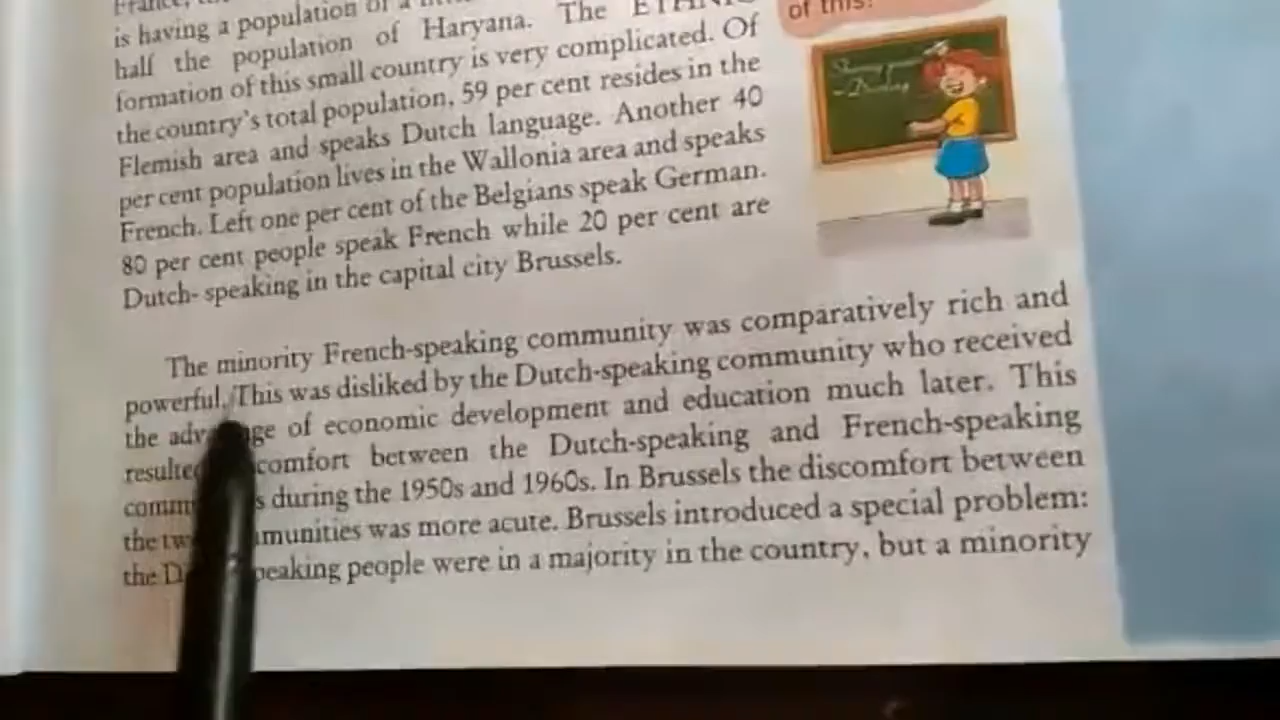 is having a population of a
half the population of Haryana. The
formation of this small country is very complicated. Of
the country's total population, 59 per cent resides in the
Flemish area and speaks Dutch language. Another 40
per cent population lives in the Wallonia area and speaks
French. Left one per cent of the Belgians speak German.
80 per cent people speak French while 20 per cent are
Dutch- speaking in the capital city Brussels.
of this?
The minority French-speaking community was comparatively rich and
powerful. This was disliked by the Dutch-speaking community who received
the of economic development and education much later. This
between the Dutch-speaking and French-speaking
during the 1950s and 1960s. In Brussels the discomfort between
the was more acute. Brussels introduced a special problem:
the people were in a majority in the country, but a minority